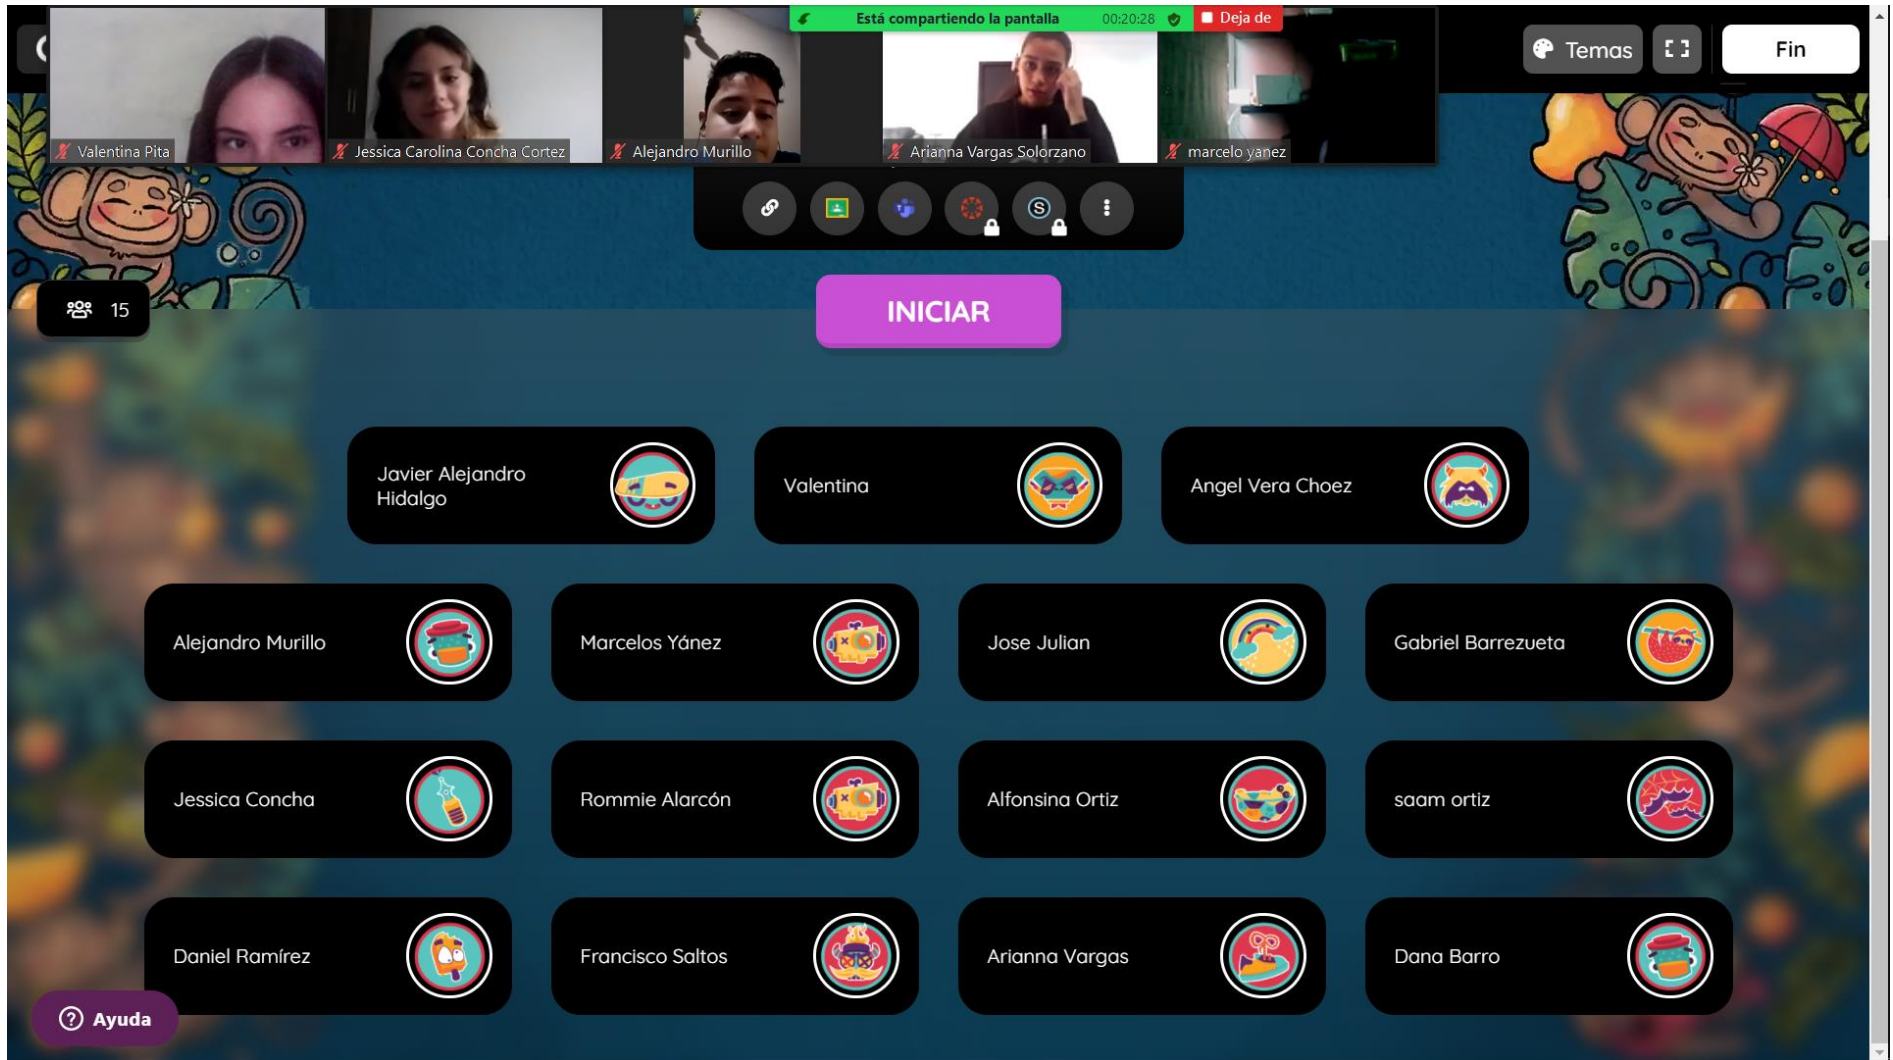 Está compartiendo la pantalla 00:20:28 Deja de
Temas
Fin
Valentina Pita
Jessica Carolina Concha Cortez
Alejandro Murillo
Arianna Vargas Solorzano
marcelo yanez
S
15
INICIAR
Javier Alejandro
Hidalgo
Valentina
Angel Vera Choez
Alejandro Murillo
Marcelos Yánez
Jose Julian
Gabriel Barrezueta
Jessica Concha
Rommie Alarcón
Alfonsina Ortiz
saam ortiz
Daniel Ramírez
Francisco Saltos
Arianna Vargas
Dana Barro
? Ayuda